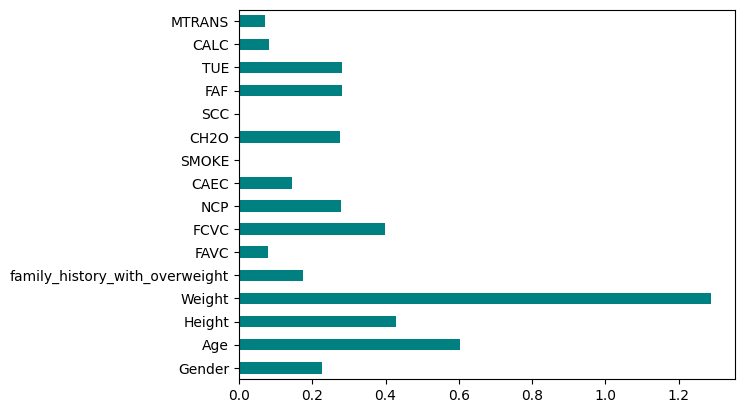 MTRANS
CALC
TUE
FAF
SCC
CH2O
SMOKE
CAEC
NCP
FCVC
FAVC
family_history_with_overweight
Weight
Height
Age
Gender
0.0 0.2 0.4 0.6 0.8 1.0 1.2